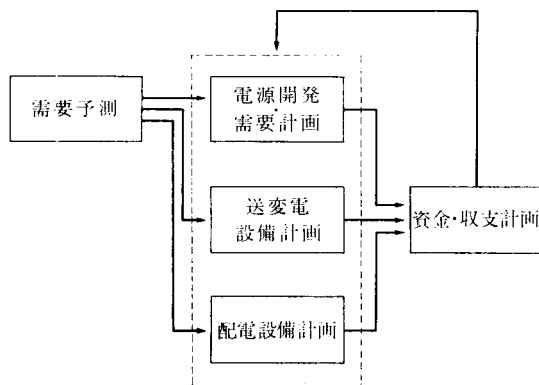 需要予測
電源開発・
需要計画
送変電
設備計画
配電設備計画
資金・収支計画